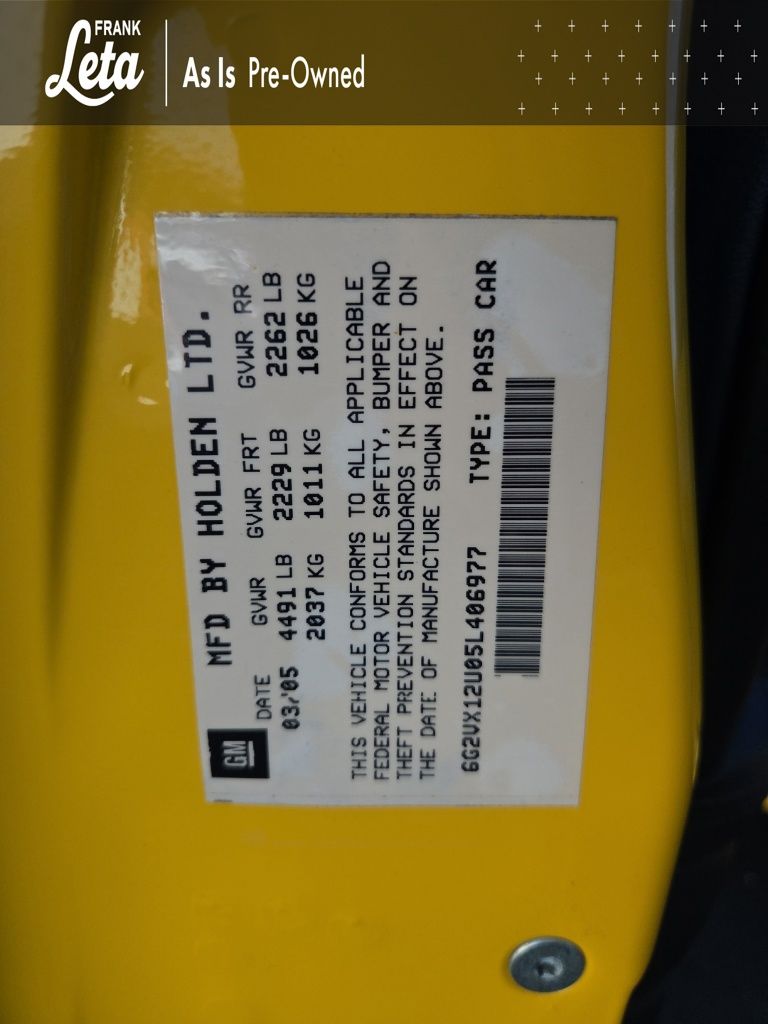 FRANK
Leta
As Is Pre-Owned
GM
MFD BY HOLDEN LTD.
DATE GVWR GVWR FRT GVWR RR
03/'05 4491 LB 2229 LB 2262 LB
2037 KG 1011 KG 1026 KG
THIS VEHICLE CONFORMS TO ALL APPLICABLE
FEDERAL MOTOR VEHICLE SAFETY, BUMPER AND
THEFT PREVENTION STANDARDS IN EFFECT ON
THE DATE OF MANUFACTURE SHOWN ABOVE.
6G2VX12U05L406977 TYPE: PASS CAR